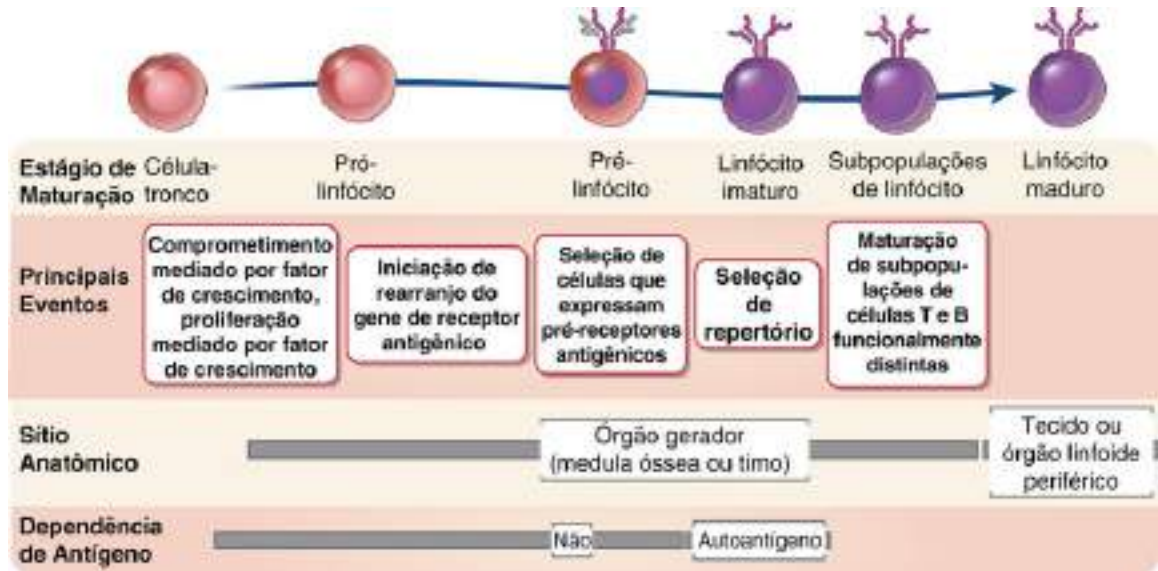 Estágio de
Maturação
Célula-
tronco
Pró-
linfócito
Pré-
linfócito
Linfócito
imaturo
Subpopulações
de linfócito
Linfócito
maduro
Principais
Eventos
Comprometimento
mediado por fator
de crescimento,
proliferação
mediado por fator
de crescimento
Iniciação de
rearranjo do
gene de receptor
antigênico
Seleção de
células que
expressam
pré-receptores
antigênicos
Seleção
de
repertório
Maturação
de subpopu-
lações de
células T e B
funcionalmente
distintas
Sítio
Anatômico
Órgão gerador
(medula óssea ou timo)
Tecido ou
órgão linfoide
periférico
Dependência
de Antígeno
Não
Autoantígeno